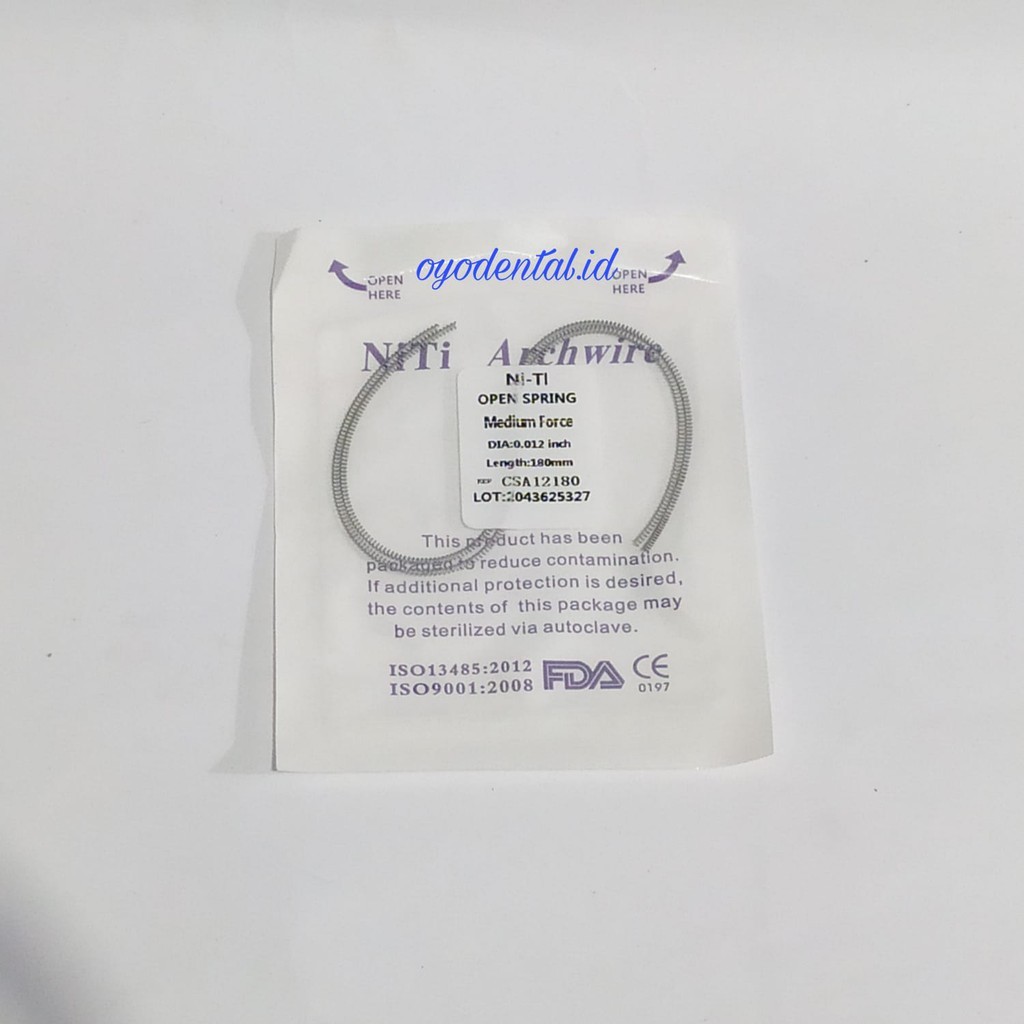 oyodental.id
OPEN
HERE
OPEN
HERE
NiTi Archwire
Ni-TI
OPEN SPRING
Medium Force
DIA:0.012 inch
Length:180mm
REF CSA12180
LOT:2043625327
This product has been
packaged to reduce contamination.
If additional protection is desired,
the contents of this package may
be sterilized via autoclave.
ISO13485:2012
ISO9001:2008
FDA
CE
0197